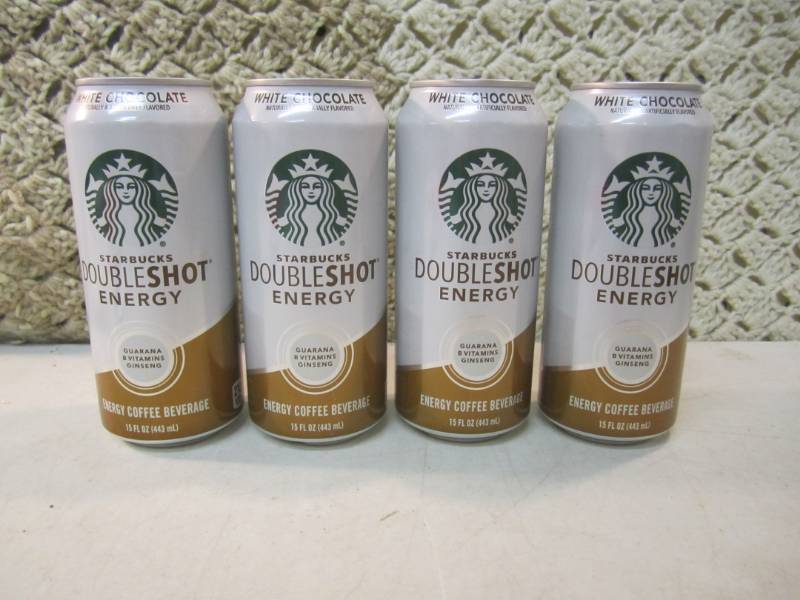 WHITE CHOCOLATE
STARBUCKS
DOUBLESHOT
ENERGY
GUARANA
B VITAMINS
GINSENG
ENERGY COFFEE BEVERAGE
15 FL OZ (443 mL)
WHITE CHOCOLATE
STARBUCKS
DOUBLESHOT
ENERGY
GUARANA
B VITAMINS
GINSENG
ENERGY COFFEE BEVERAGE
15 FL OZ (443 mL)
WHITE CHOCOLATE
STARBUCKS
DOUBLESHOT
ENERGY
GUARANA
B VITAMINS
GINSENG
ENERGY COFFEE BEVERAGE
15 FL OZ (443 mL)
WHITE CHOCOLATE
STARBUCKS
DOUBLESHOT
ENERGY
GUARANA
B VITAMINS
GINSENG
ENERGY COFFEE BEVERAGE
15 FL OZ (443 mL)